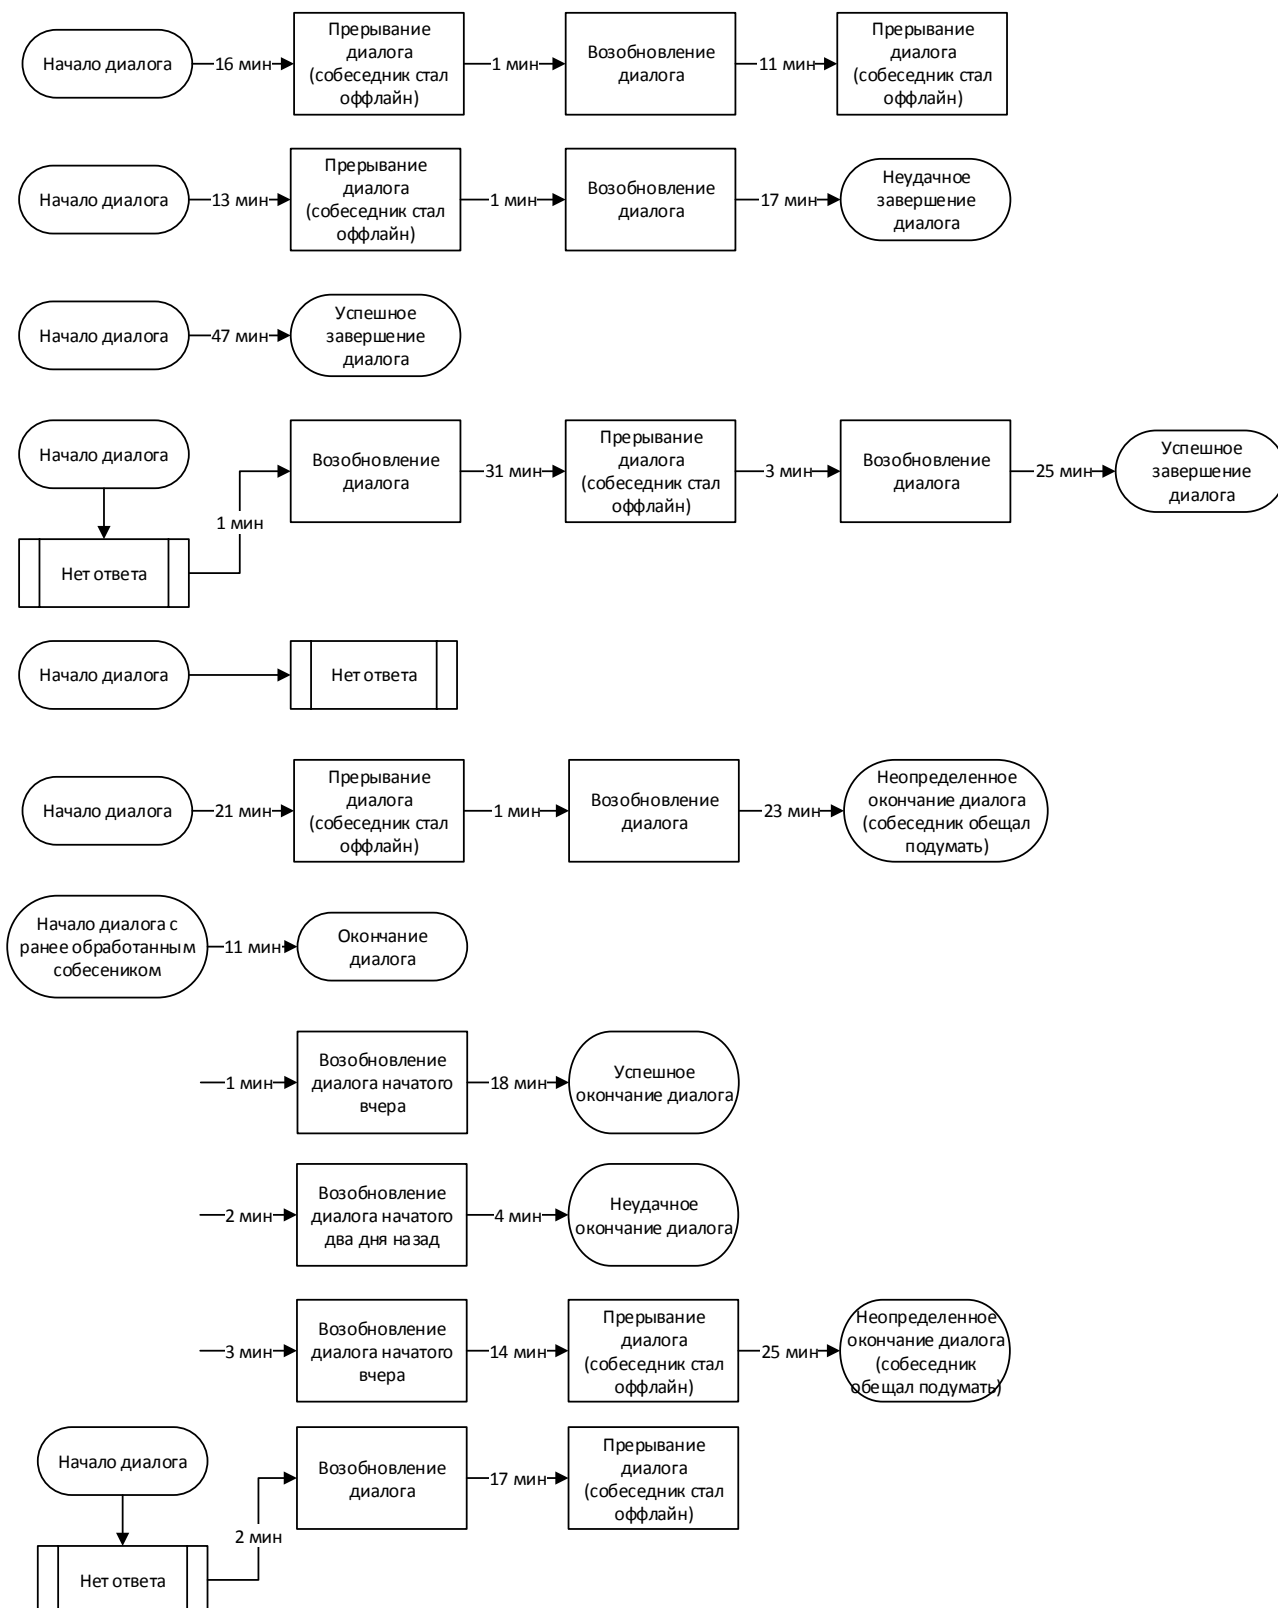 Начало диалога
16 мин
Прерывание
диалога
(собеседник стал
оффлайн)
1 мин
Возобновление
диалога
11 мин
Прерывание
диалога
(собеседник стал
оффлайн)
Начало диалога
13 мин
Прерывание
диалога
(собеседник стал
оффлайн)
1 мин
Возобновление
диалога
17 мин
Неудачное
завершение
диалога
Начало диалога
47 мин
Успешное
завершение
диалога
Начало диалога
Нет ответа
1 мин
Возобновление
диалога
31 мин
Прерывание
диалога
(собеседник стал
оффлайн)
3 мин
Возобновление
диалога
25 мин
Успешное
завершение
диалога
Начало диалога
Нет ответа
Начало диалога
21 мин
Прерывание
диалога
(собеседник стал
оффлайн)
1 мин
Возобновление
диалога
23 мин
Неопределенное
окончание диалога
(собеседник обещал
подумать)
Начало диалога с
ранее обработанным
собесеником
11 мин
Окончание
диалога
1 мин
Возобновление
диалога начатого
вчера
18 мин
Успешное
окончание диалога
2 мин
Возобновление
диалога начатого
два дня назад
4 мин
Неудачное
окончание диалога
3 мин
Возобновление
диалога начатого
вчера
14 мин
Прерывание
диалога
(собеседник стал
оффлайн)
25 мин
Неопределенное
окончание диалога
(собеседник
обещал подумать)
Начало диалога
Нет ответа
2 мин
Возобновление
диалога
17 мин
Прерывание
диалога
(собеседник стал
оффлайн)